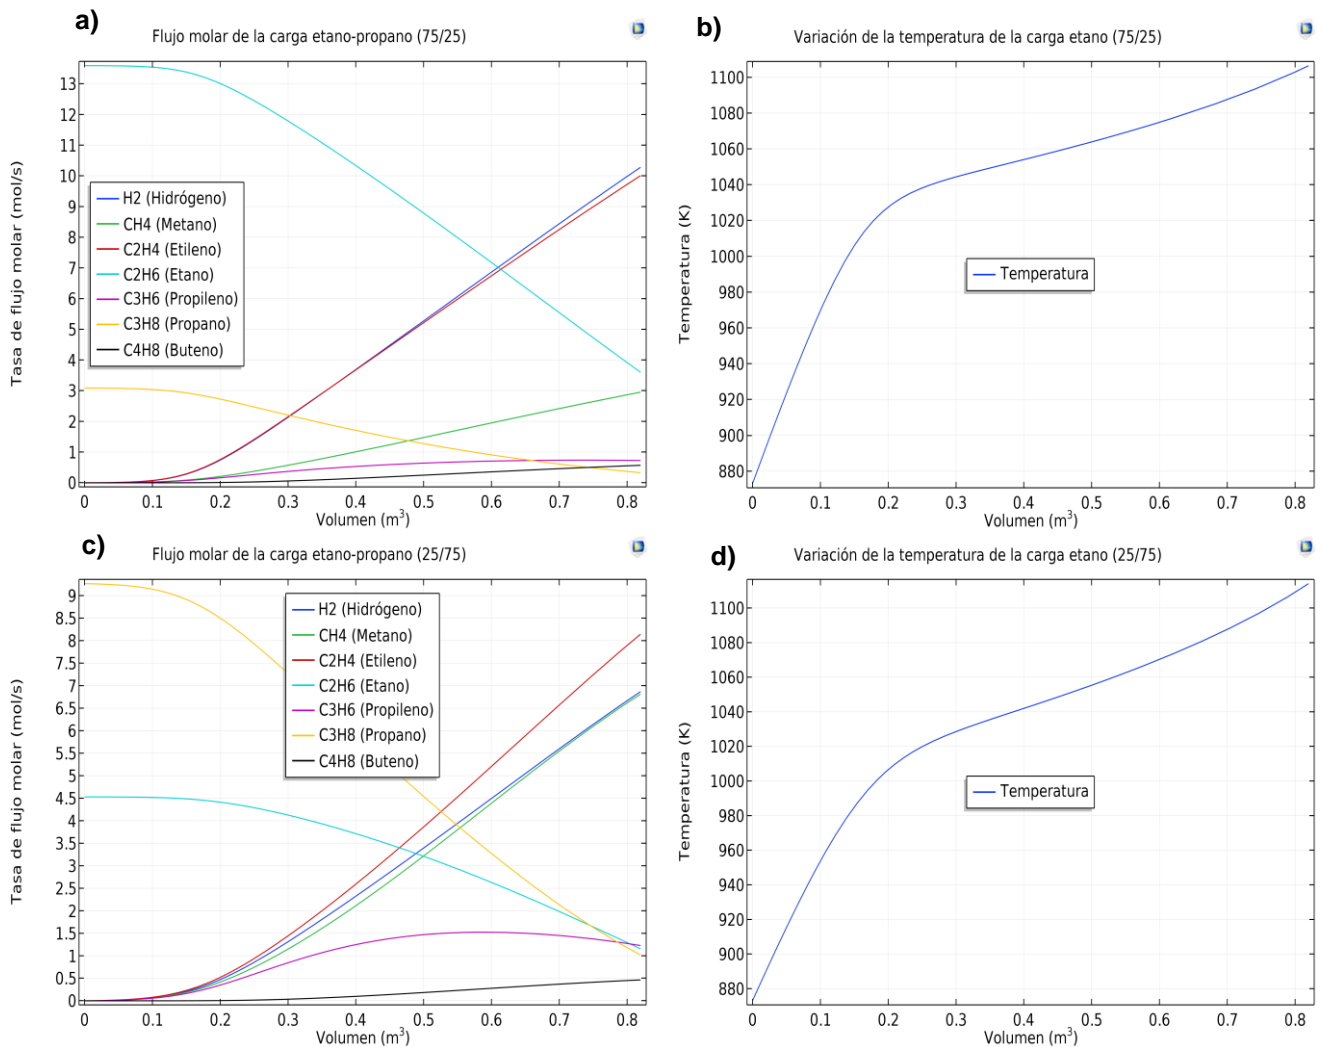 a)
Flujo molar de la carga etano-propano (75/25)
Tasa de flujo molar (mol/s)
13
12
11
10
9
8
7
6
5
4
3
2
1
0
H2 (Hidrógeno)
CH4 (Metano)
C2H4 (Etileno)
C2H6 (Etano)
C3H6 (Propileno)
C3H8 (Propano)
C4H8 (Buteno)
0 0.1 0.2 0.3 0.4 0.5 0.6 0.7 0.8
Volumen (m³)
b)
Variación de la temperatura de la carga etano (75/25)
Temperatura (K)
1100
1080
1060
1040
1020
1000
980
960
940
920
900
880
Temperatura
0 0.1 0.2 0.3 0.4 0.5 0.6 0.7 0.8
Volumen (m³)
c)
Flujo molar de la carga etano-propano (25/75)
Tasa de flujo molar (mol/s)
9
8.5
8
7.5
7
6.5
6
5.5
5
4.5
4
3.5
3
2.5
2
1.5
1
0.5
0
H2 (Hidrógeno)
CH4 (Metano)
C2H4 (Etileno)
C2H6 (Etano)
C3H6 (Propileno)
C3H8 (Propano)
C4H8 (Buteno)
0 0.1 0.2 0.3 0.4 0.5 0.6 0.7 0.8
Volumen (m³)
d)
Variación de la temperatura de la carga etano (25/75)
Temperatura (K)
1100
1080
1060
1040
1020
1000
980
960
940
920
900
880
Temperatura
0 0.1 0.2 0.3 0.4 0.5 0.6 0.7 0.8
Volumen (m³)